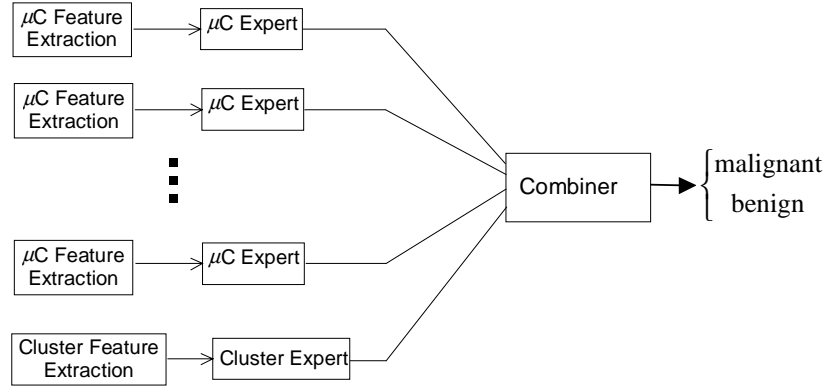 μC Feature
Extraction
μC Expert
μC Feature
Extraction
μC Expert
Combiner
malignant
benign
μC Feature
Extraction
μC Expert
Cluster Feature
Extraction
Cluster Expert